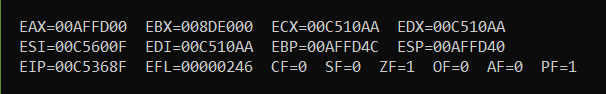 EAX=00AFFD00 EBX=008DE000 ECX=00C510AA EDX=00C510AA
ESI=00C5600F EDI=00C510AA EBP=00AFFD4C ESP=00AFFD40
EIP=00C5368F EFL=00000246 CF=0 SF=0 ZF=1 OF=0 AF=0 PF=1